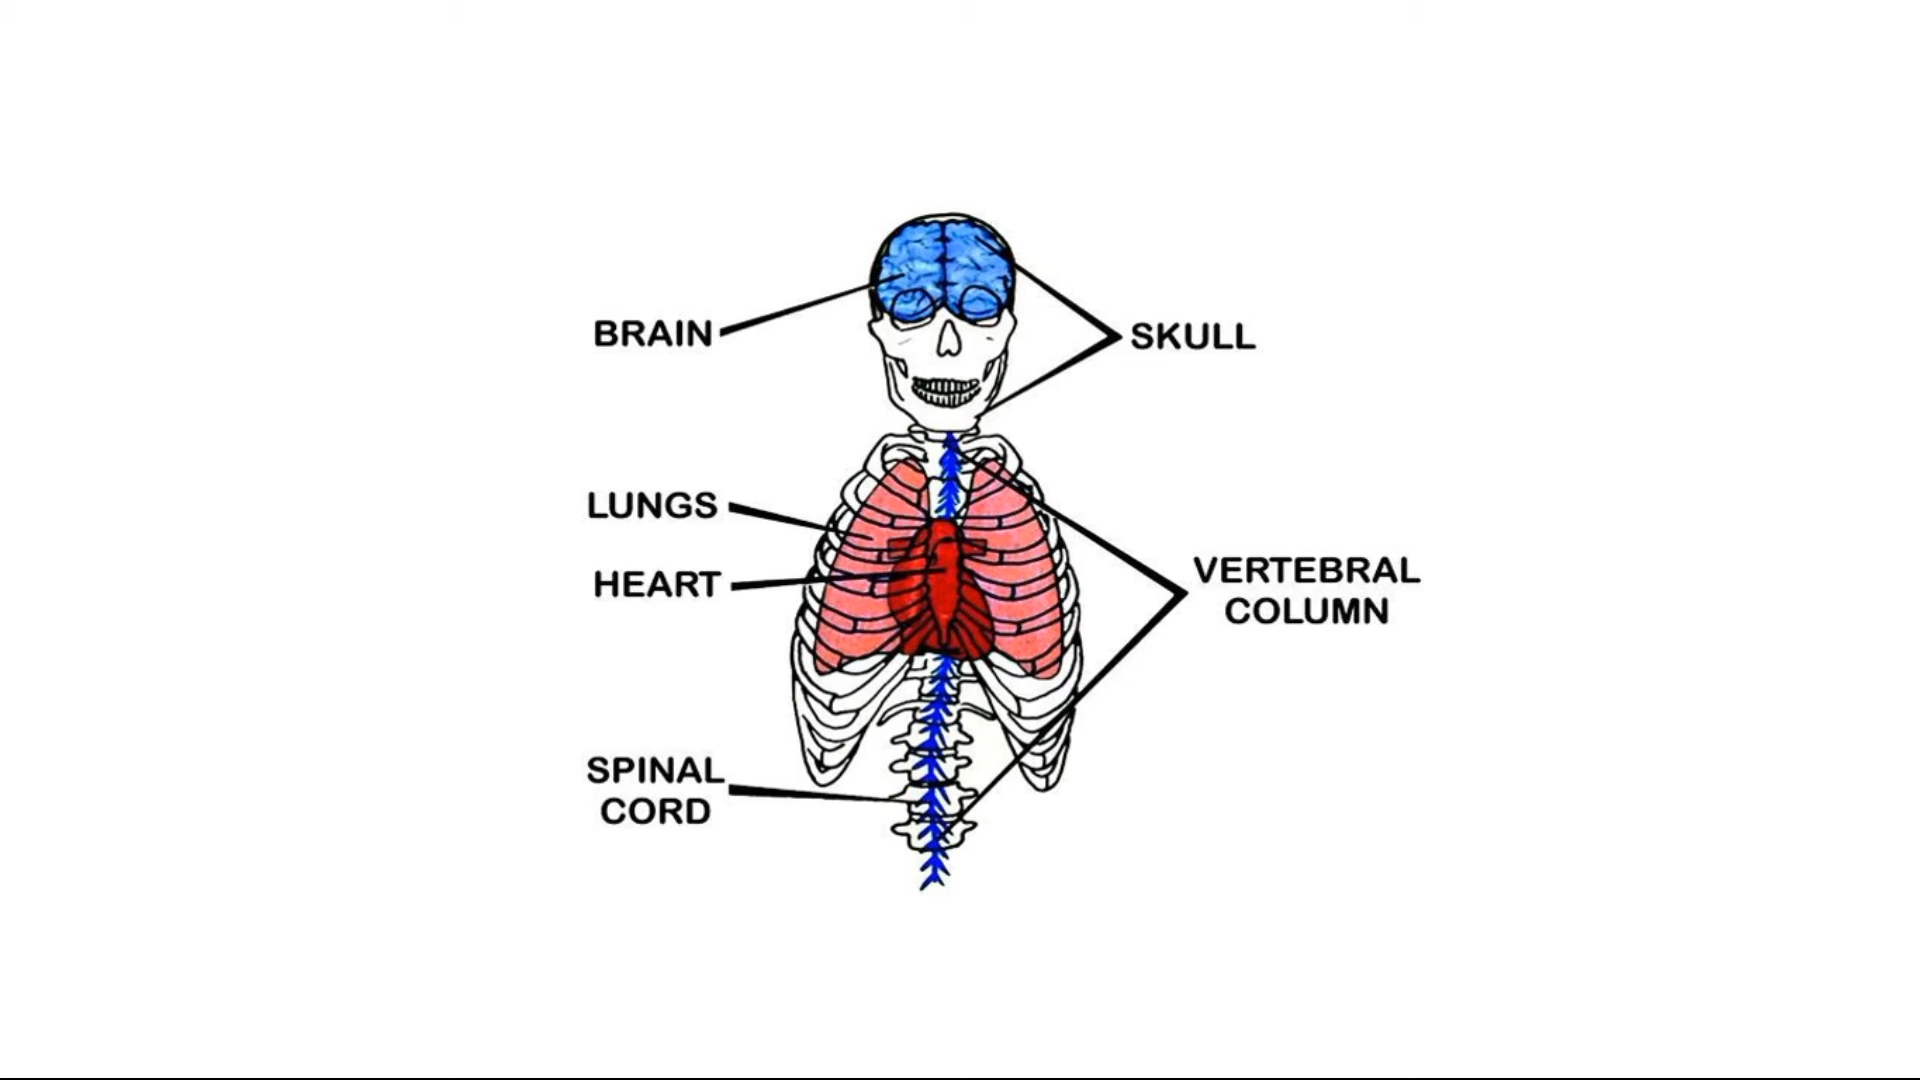 BRAIN
SKULL
LUNGS
HEART
VERTEBRAL
COLUMN
SPINAL
CORD